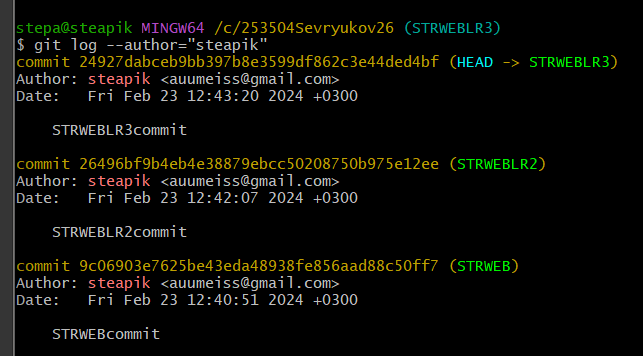 stepa@steapik MINGW64 /c/253504Sevryukov26 (STRWEBLR3)
$ git log --author="steapik"
commit 24927dabceb9bb397b8e3599df862c3e44ded4bf (HEAD -> STRWEBLR3)
Author: steapik <auumeiss@gmail.com>
Date:   Fri Feb 23 12:43:20 2024 +0300
STRWEBLR3commit
commit 26496bf9b4eb4e38879ebcc50208750b975e12ee (STRWEBLR2)
Author: steapik <auumeiss@gmail.com>
Date:   Fri Feb 23 12:42:07 2024 +0300
STRWEBLR2commit
commit 9c06903e7625be43eda48938fe856aad88c50ff7 (STRWEB)
Author: steapik <auumeiss@gmail.com>
Date:   Fri Feb 23 12:40:51 2024 +0300
STRWEBcommit